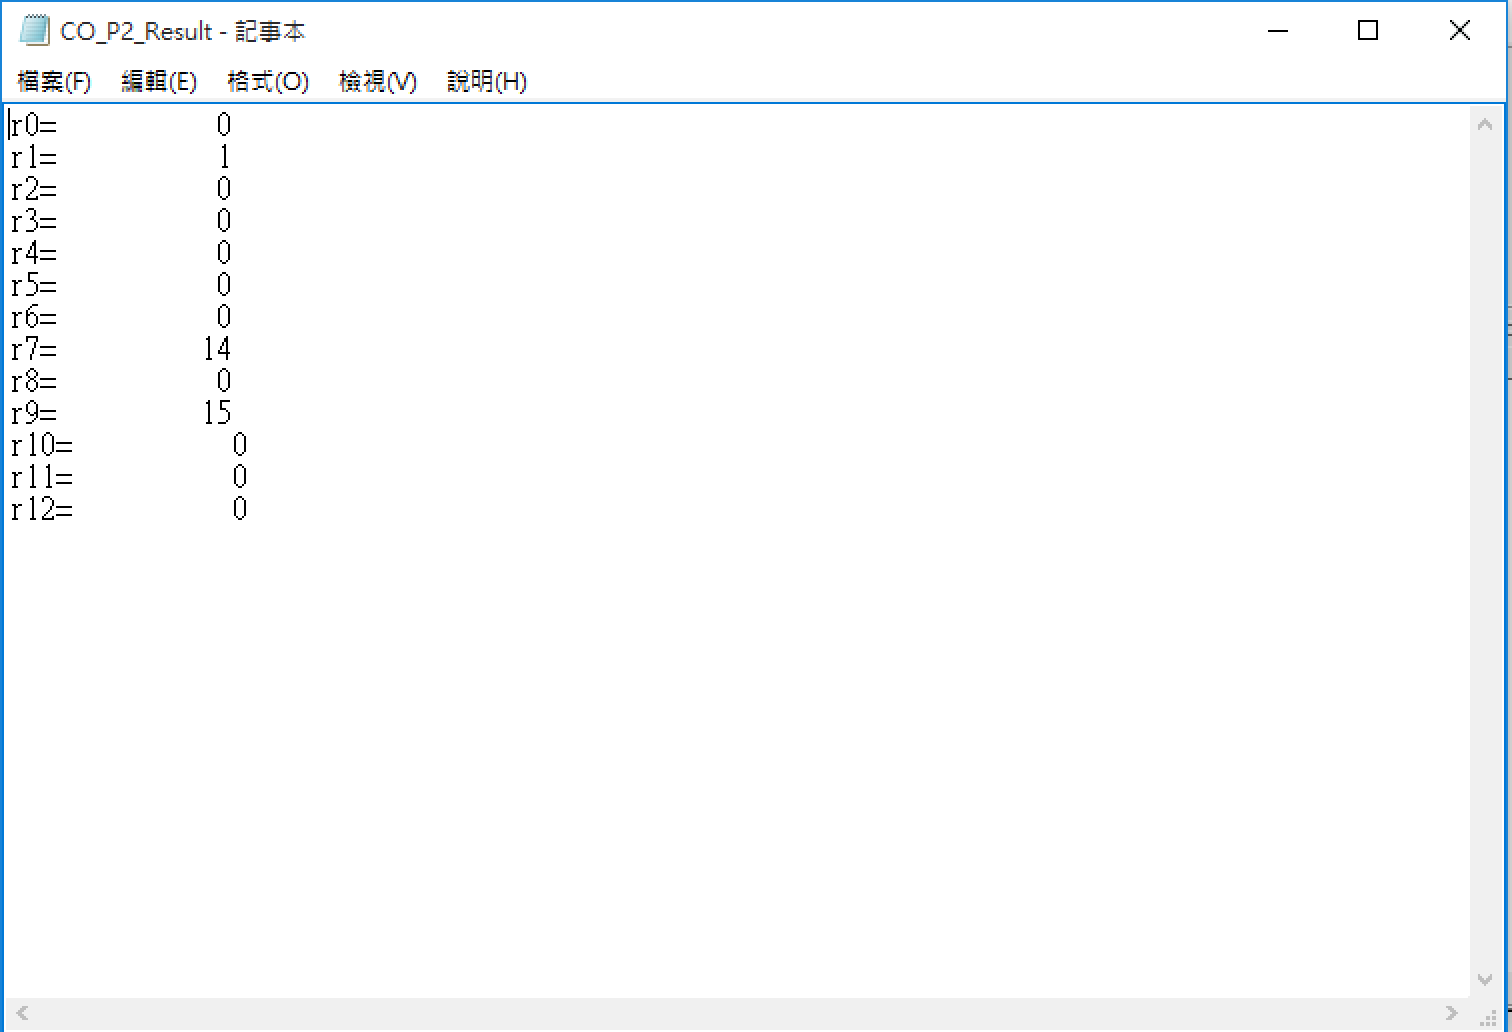 CO_P2_Result - 記事本
檔案(F) 編輯(E) 格式(O) 檢視(V) 說明(H)
r0= 0
r1= 1
r2= 0
r3= 0
r4= 0
r5= 0
r6= 0
r7= 14
r8= 0
r9= 15
r10= 0
r11= 0
r12= 0